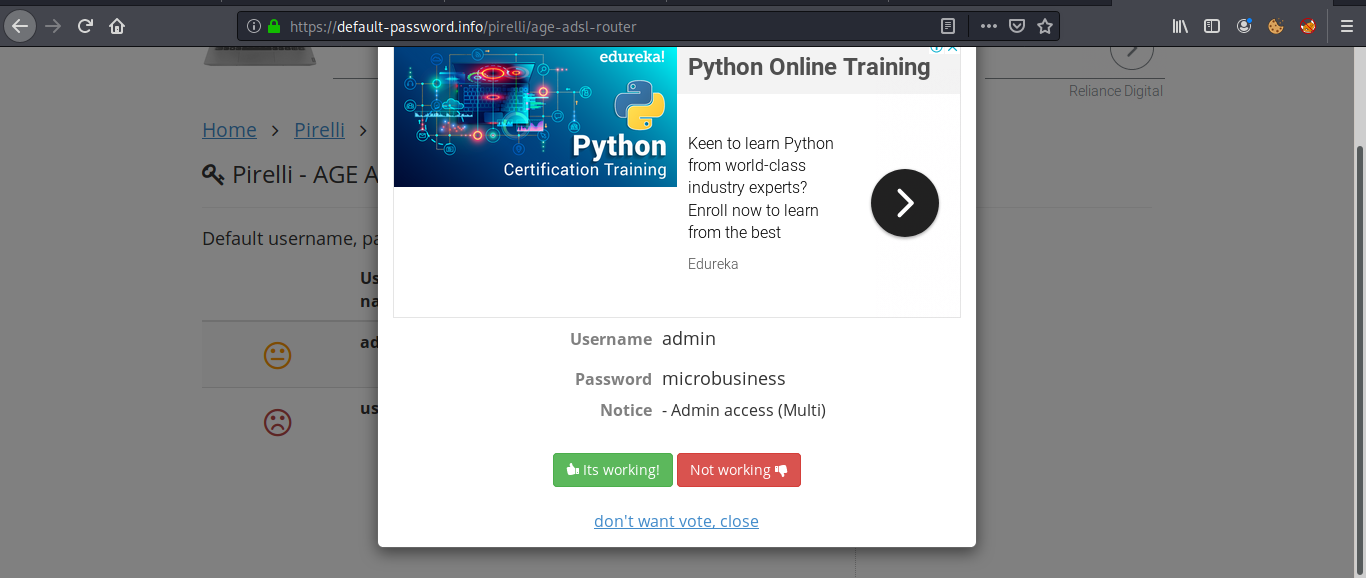 https://default-password.info/pirelli/age-adsl-router
edureka!
Python
Certification Training
Python Online Training
Keen to learn Python
from world-class
industry experts?
Enroll now to learn
from the best
Edureka
Reliance Digital
Home > Pirelli >
Pirelli - AGE A
Default username, pa
Us
na
ad
us
Username admin
Password microbusiness
Notice - Admin access (Multi)
Its working!
Not working
don't want vote, close